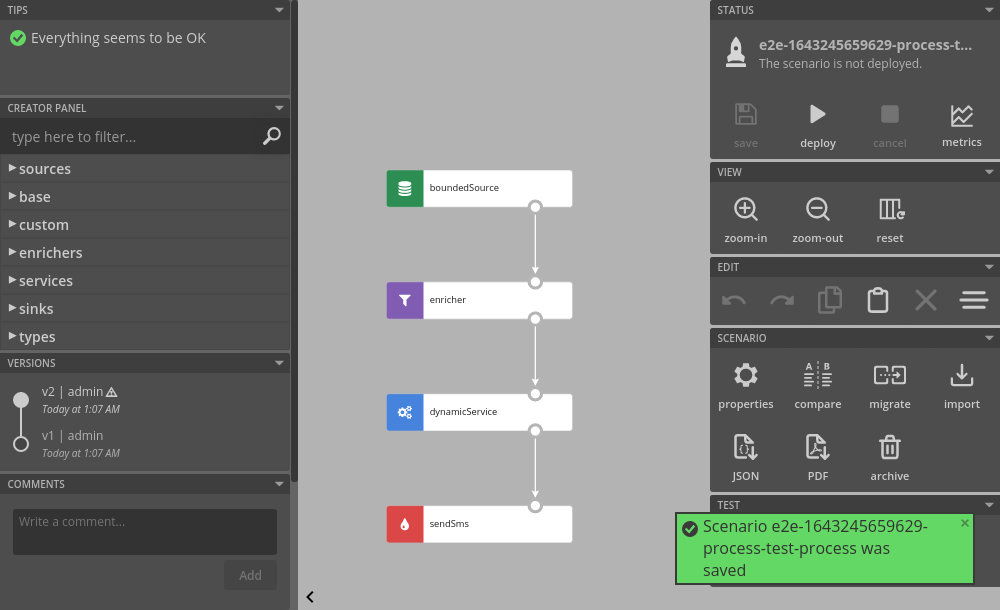 TIPS
Everything seems to be OK
CREATOR PANEL
type here to filter...
sources
base
custom
enrichers
services
sinks
types
VERSIONS
v2 | admin
Today at 1:07 AM
v1 | admin
Today at 1:07 AM
COMMENTS
Write a comment...
Add
boundedSource
enricher
dynamicService
sendSms
STATUS
e2e-1643245659629-process-t...
The scenario is not deployed.
save deploy cancel metrics
VIEW
zoom-in zoom-out reset
EDIT
SCENARIO
A B
properties compare migrate import
JSON PDF archive
TEST
Scenario e2e-1643245659629-
process-test-process was
saved